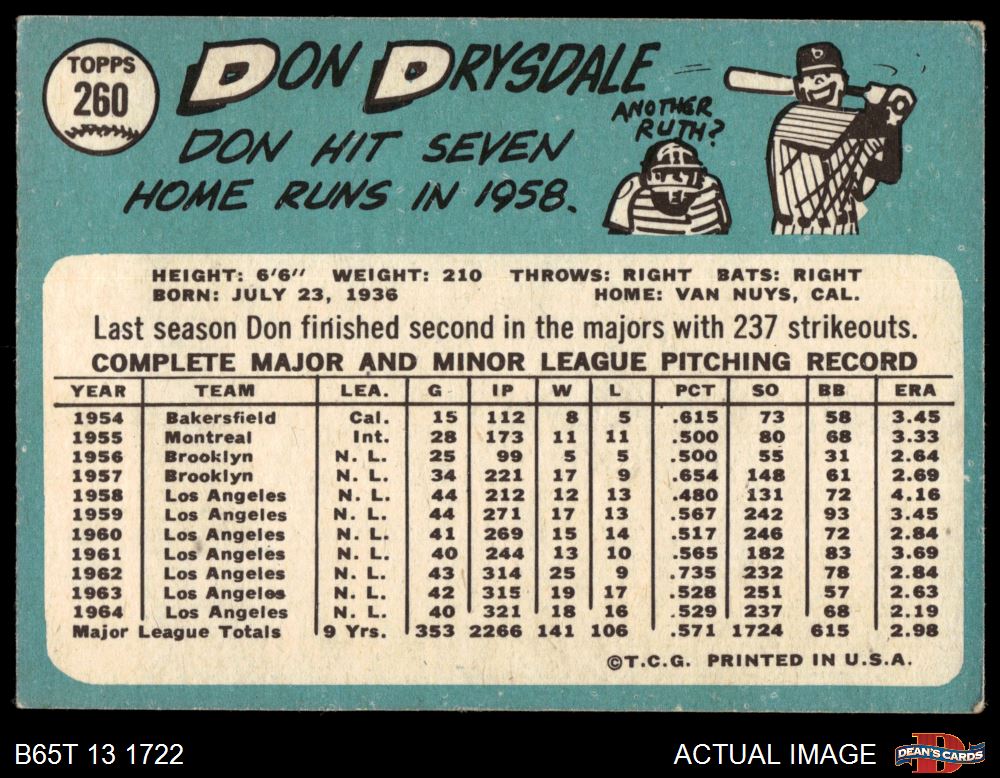 TOPPS
260
DON DRYSDALE
DON HIT SEVEN
HOME RUNS IN 1958.
ANOTHER
RUTH?
HEIGHT: 6'6" WEIGHT: 210 THROWS: RIGHT BATS: RIGHT
BORN: JULY 23, 1936 HOME: VAN NUYS, CAL.
Last season Don finished second in the majors with 237 strikeouts.
COMPLETE MAJOR AND MINOR LEAGUE PITCHING RECORD
YEAR TEAM LEA. G IP W L PCT SO BB ERA
1954 Bakersfield Cal. 15 112 8 5 .615 73 58 3.45
1955 Montreal Int. 28 173 11 11 .500 80 68 3.33
1956 Brooklyn N. L. 25 99 5 5 .500 55 31 2.64
1957 Brooklyn N. L. 34 221 17 9 .654 148 61 2.69
1958 Los Angeles N. L. 44 212 12 13 .480 131 72 4.16
1959 Los Angeles N. L. 44 271 17 13 .567 242 93 3.45
1960 Los Angeles N. L. 41 269 15 14 .517 246 72 2.84
1961 Los Angeles N. L. 40 244 13 10 .565 182 83 3.69
1962 Los Angeles N. L. 43 314 25 9 .735 232 78 2.84
1963 Los Angeles N. L. 42 315 19 17 .528 251 57 2.63
1964 Los Angeles N. L. 40 321 18 16 .529 237 68 2.19
Major League Totals 9 Yrs. 353 2266 141 106 .571 1724 615 2.98
©T.C.G. PRINTED IN U.S.A.
B65T 13 1722 ACTUAL IMAGE DEAN'S CARDS